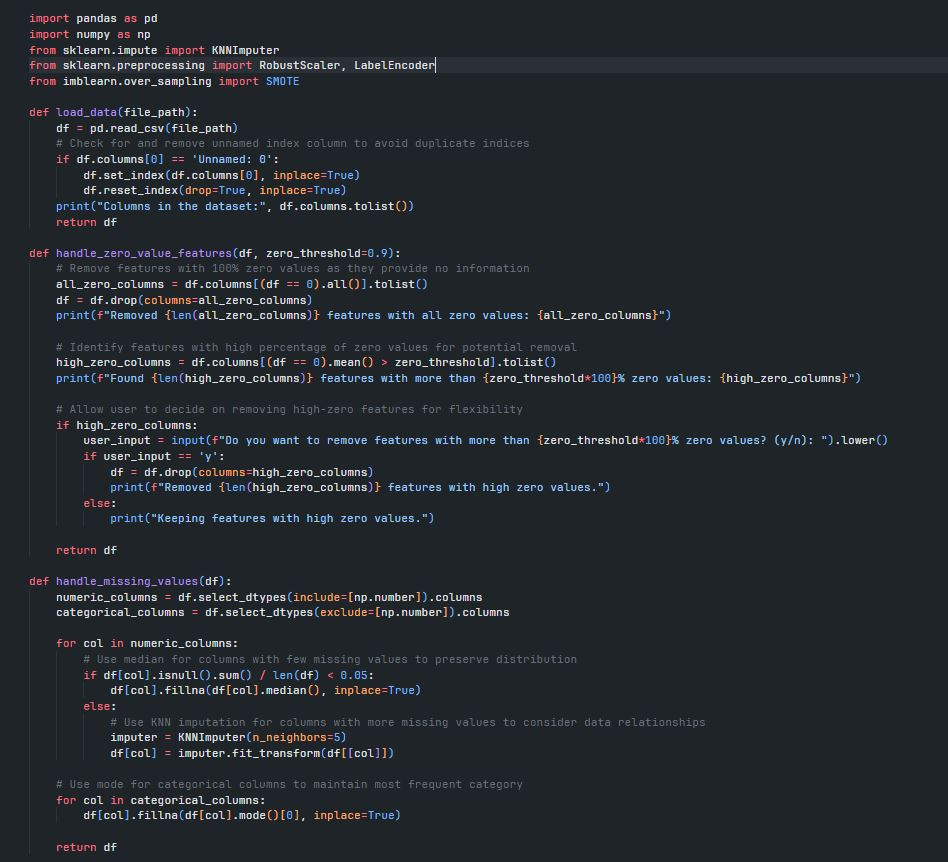 import pandas as pd
import numpy as np
from sklearn.impute import KNNImputer
from sklearn.preprocessing import RobustScaler, LabelEncoder
from imblearn.over_sampling import SMOTE

def load_data(file_path):
    df = pd.read_csv(file_path)
    # Check for and remove unnamed index column to avoid duplicate indices
    if df.columns[0] == 'Unnamed: 0':
        df.set_index(df.columns[0], inplace=True)
        df.reset_index(drop=True, inplace=True)
    print("Columns in the dataset:", df.columns.tolist())
    return df

def handle_zero_value_features(df, zero_threshold=0.9):
    # Remove features with 100% zero values as they provide no information
    all_zero_columns = df.columns[(df == 0).all()].tolist()
    df = df.drop(columns=all_zero_columns)
    print(f"Removed {len(all_zero_columns)} features with all zero values: {all_zero_columns}")

    # Identify features with high percentage of zero values for potential removal
    high_zero_columns = df.columns[(df == 0).mean() > zero_threshold].tolist()
    print(f"Found {len(high_zero_columns)} features with more than {zero_threshold*100}% zero values: {high_zero_columns}")

    # Allow user to decide on removing high-zero features for flexibility
    if high_zero_columns:
        user_input = input(f"Do you want to remove features with more than {zero_threshold*100}% zero values? (y/n): ").lower()
        if user_input == 'y':
            df = df.drop(columns=high_zero_columns)
            print(f"Removed {len(high_zero_columns)} features with high zero values.")
        else:
            print("Keeping features with high zero values.")

    return df

def handle_missing_values(df):
    numeric_columns = df.select_dtypes(include=[np.number]).columns
    categorical_columns = df.select_dtypes(exclude=[np.number]).columns

    for col in numeric_columns:
        # Use median for columns with few missing values to preserve distribution
        if df[col].isnull().sum() / len(df) < 0.05:
            df[col].fillna(df[col].median(), inplace=True)
        else:
            # Use KNN imputation for columns with more missing values to consider data relationships
            imputer = KNNImputer(n_neighbors=5)
            df[col] = imputer.fit_transform(df[[col]])

    # Use mode for categorical columns to maintain most frequent category
    for col in categorical_columns:
        df[col].fillna(df[col].mode()[0], inplace=True)

    return df